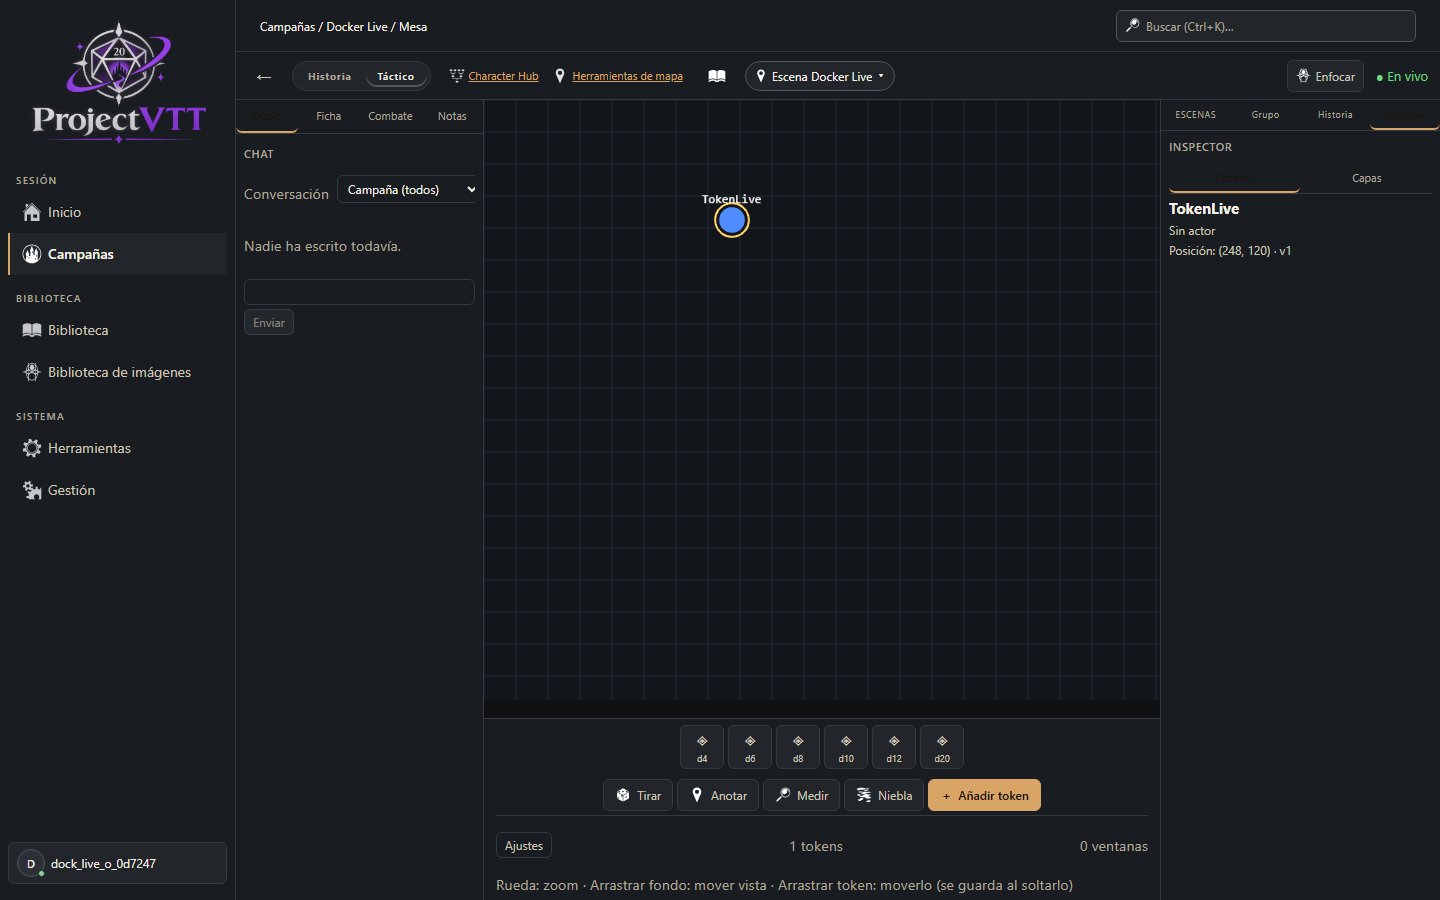 20
ProjectVTT
SESIÓN
Inicio
Campañas
BIBLIOTECA
Biblioteca
Biblioteca de imágenes
SISTEMA
Herramientas
Gestión
D dock_live_o_0d7247
Campañas / Docker Live / Mesa
Buscar (Ctrl+K)...
← Historia Táctico Character Hub Herramientas de mapa Escena Docker Live
Enfocar En vivo
Diario Ficha Combate Notas
CHAT
Conversación Campaña (todos)
Nadie ha escrito todavía.
Enviar
TokenLive
d4 d6 d8 d10 d12 d20
Tirar Anotar Medir Niebla + Añadir token
Ajustes 1 tokens 0 ventanas
Rueda: zoom · Arrastrar fondo: mover vista · Arrastrar token: moverlo (se guarda al soltarlo)
ESCENAS Grupo Historia Inspector
INSPECTOR
Capas
TokenLive
Sin actor
Posición: (248, 120) · v1